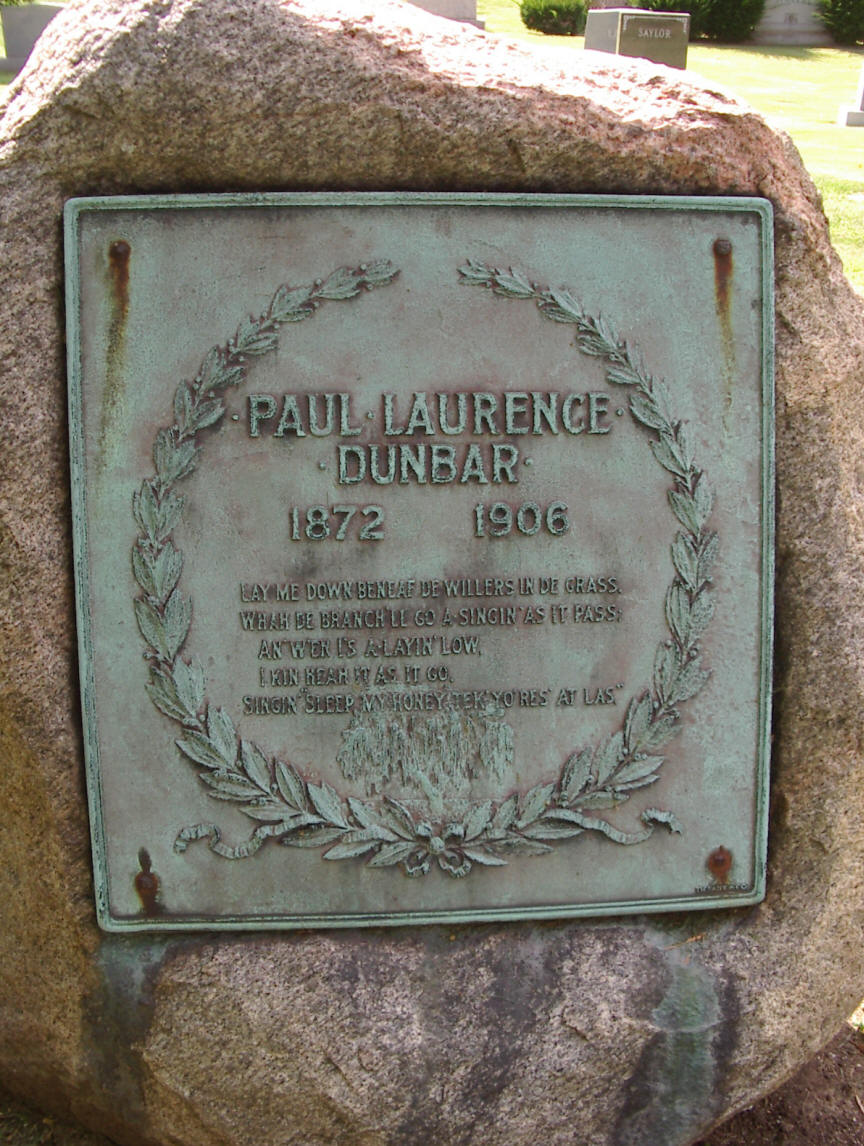 SAYLOR
·PAUL·LAURENCE·
·DUNBAR·
1872 1906
LAY ME DOWN BENEAF DE WILLERS IN DE GRASS,
WHAH DE BRANCH'LL GO A-SINGIN' AS IT PASS;
AN' W'EN I'S A-LAYIN' LOW,
I KIN HEAH IT AS IT GO,
SINGIN' "SLEEP, MY HONEY, TEK YO' RES' AT LAS'."